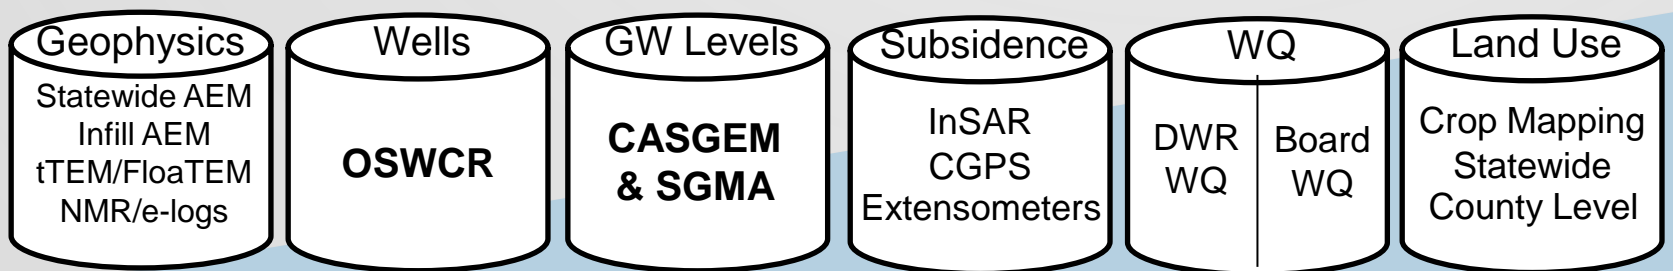 Geophysics
Statewide AEM
Infill AEM
tTEM/FloaTEM
NMR/e-logs
Wells
OSWCR
GW Levels
CASGEM
& SGMA
Subsidence
InSAR
CGPS
Extensometers
WQ
DWR
WQ
Board
WQ
Land Use
Crop Mapping
Statewide
County Level